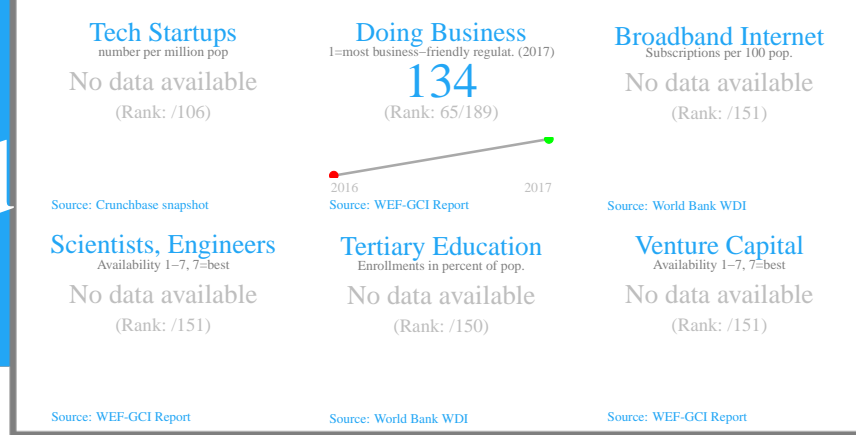 Tech Startups
number per million pop
No data available
(Rank: /106)
Source: Crunchbase snapshot
Doing Business
1=most business−friendly regulat. (2017)
134
(Rank: 65/189)
2016 2017
Source: WEF-GCI Report
Broadband Internet
Subscriptions per 100 pop.
No data available
(Rank: /151)
Source: World Bank WDI
Scientists, Engineers
Availability 1−7, 7=best
No data available
(Rank: /151)
Source: WEF-GCI Report
Tertiary Education
Enrollments in percent of pop.
No data available
(Rank: /150)
Source: World Bank WDI
Venture Capital
Availability 1−7, 7=best
No data available
(Rank: /151)
Source: WEF-GCI Report